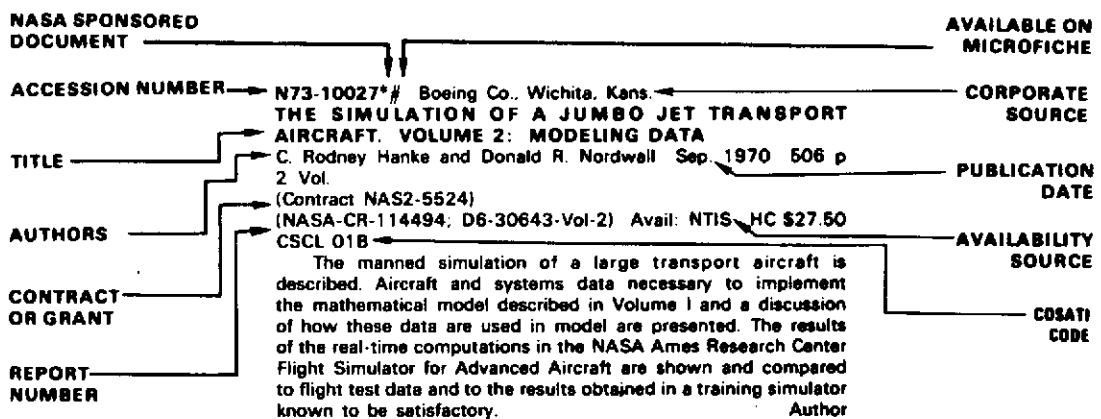 NASA SPONSORED
DOCUMENT
AVAILABLE ON
MICROFICHE
ACCESSION NUMBER
N73-10027*# Boeing Co., Wichita, Kans.
CORPORATE
SOURCE
THE SIMULATION OF A JUMBO JET TRANSPORT
AIRCRAFT. VOLUME 2: MODELING DATA
TITLE
C. Rodney Hanke and Donald R. Nordwall Sep. 1970 506 p
2 Vol.
PUBLICATION
DATE
(Contract NAS2-5524)
(NASA-CR-114494; D6-30643-Vol-2) Avail: NTIS HC $27.50
AUTHORS
CSCL 01B
AVAILABILITY
SOURCE
The manned simulation of a large transport aircraft is
described. Aircraft and systems data necessary to implement
the mathematical model described in Volume I and a discussion
of how these data are used in model are presented. The results
of the real-time computations in the NASA Ames Research Center
Flight Simulator for Advanced Aircraft are shown and compared
to flight test data and to the results obtained in a training simulator
known to be satisfactory. Author
CONTRACT
OR GRANT
COSATI
CODE
REPORT
NUMBER